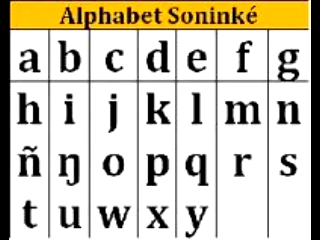 Alphabet Soninké
a b c d e f g
h i j k l m n
ñ ŋ o p q r s
t u w x y